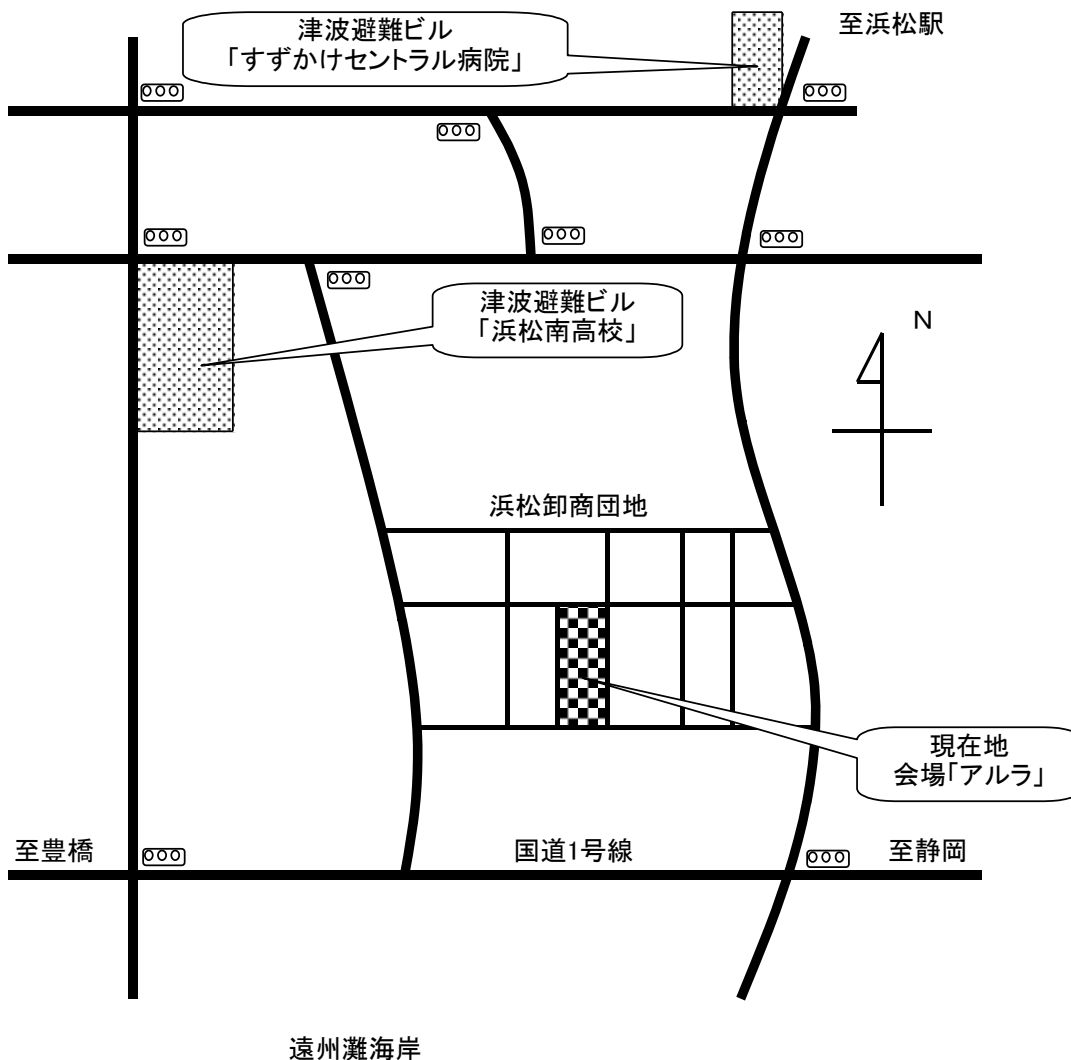 至浜松駅
津波避難ビル
「すずかけセントラル病院」
津波避難ビル
「浜松南高校」
N
浜松卸商団地
現在地
会場「アルラ」
至豊橋
国道1号線
至静岡
遠州灘海岸